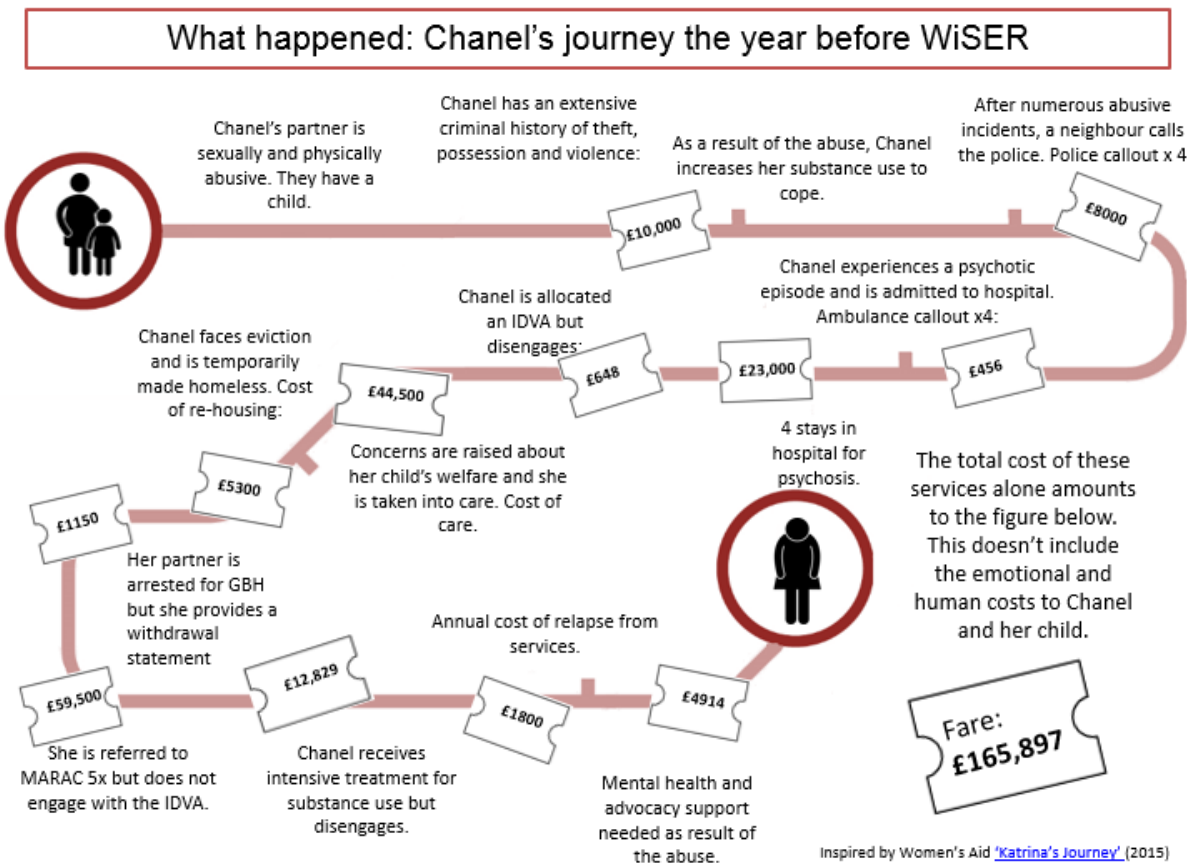 What happened: Chanel's journey the year before WiSER
Chanel's partner is
sexually and physically
abusive. They have a
child.
Chanel has an extensive
criminal history of theft,
possession and violence:
£10,000
As a result of the abuse, Chanel
increases her substance use to
cope.
After numerous abusive
incidents, a neighbour calls
the police. Police callout x 4
£8000
Chanel experiences a psychotic
episode and is admitted to hospital.
Ambulance callout x4:
£456
£23,000
Chanel is allocated
an IDVA but
disengages:
£648
£44,500
Concerns are raised about
her child's welfare and she
is taken into care. Cost of
care.
Chanel faces eviction
and is temporarily
made homeless. Cost
of re-housing:
£5300
£1150
Her partner is
arrested for GBH
but she provides a
withdrawal
statement
£59,500
She is referred to
MARAC 5x but does not
engage with the IDVA.
£12,829
Chanel receives
intensive treatment for
substance use but
disengages.
Annual cost of relapse from
services.
£1800
£4914
Mental health and
advocacy support
needed as result of
the abuse.
4 stays in
hospital for
psychosis.
The total cost of these
services alone amounts
to the figure below.
This doesn't include
the emotional and
human costs to Chanel
and her child.
Fare:
£165,897
Inspired by Women's Aid 'Katrina's Journey' (2015)